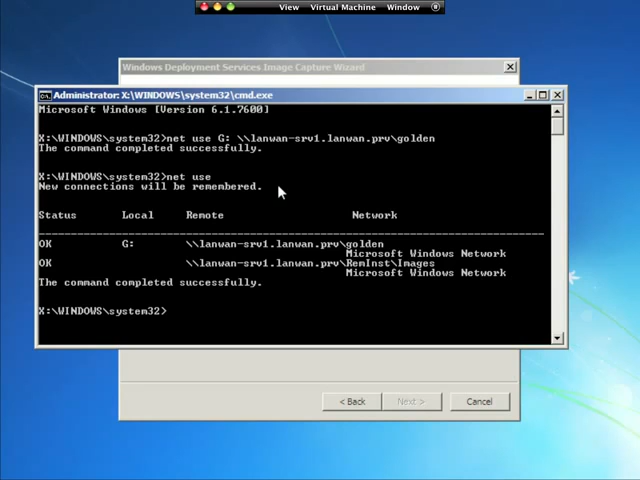 View Virtual Machine Window
Windows Deployment Services Image Capture Wizard
Administrator: X:\WINDOWS\system32\cmd.exe
Microsoft Windows [Version 6.1.7600]
X:\WINDOWS\system32>net use G: \\lanwan-srv1.lanwan.prv\golden
The command completed successfully.
X:\WINDOWS\system32>net use
New connections will be remembered.
Status Local Remote Network
OK G: \\lanwan-srv1.lanwan.prv\golden
Microsoft Windows Network
OK \\lanwan-srv1.lanwan.prv\RemInst\Images
Microsoft Windows Network
The command completed successfully.
X:\WINDOWS\system32>
< Back Next > Cancel